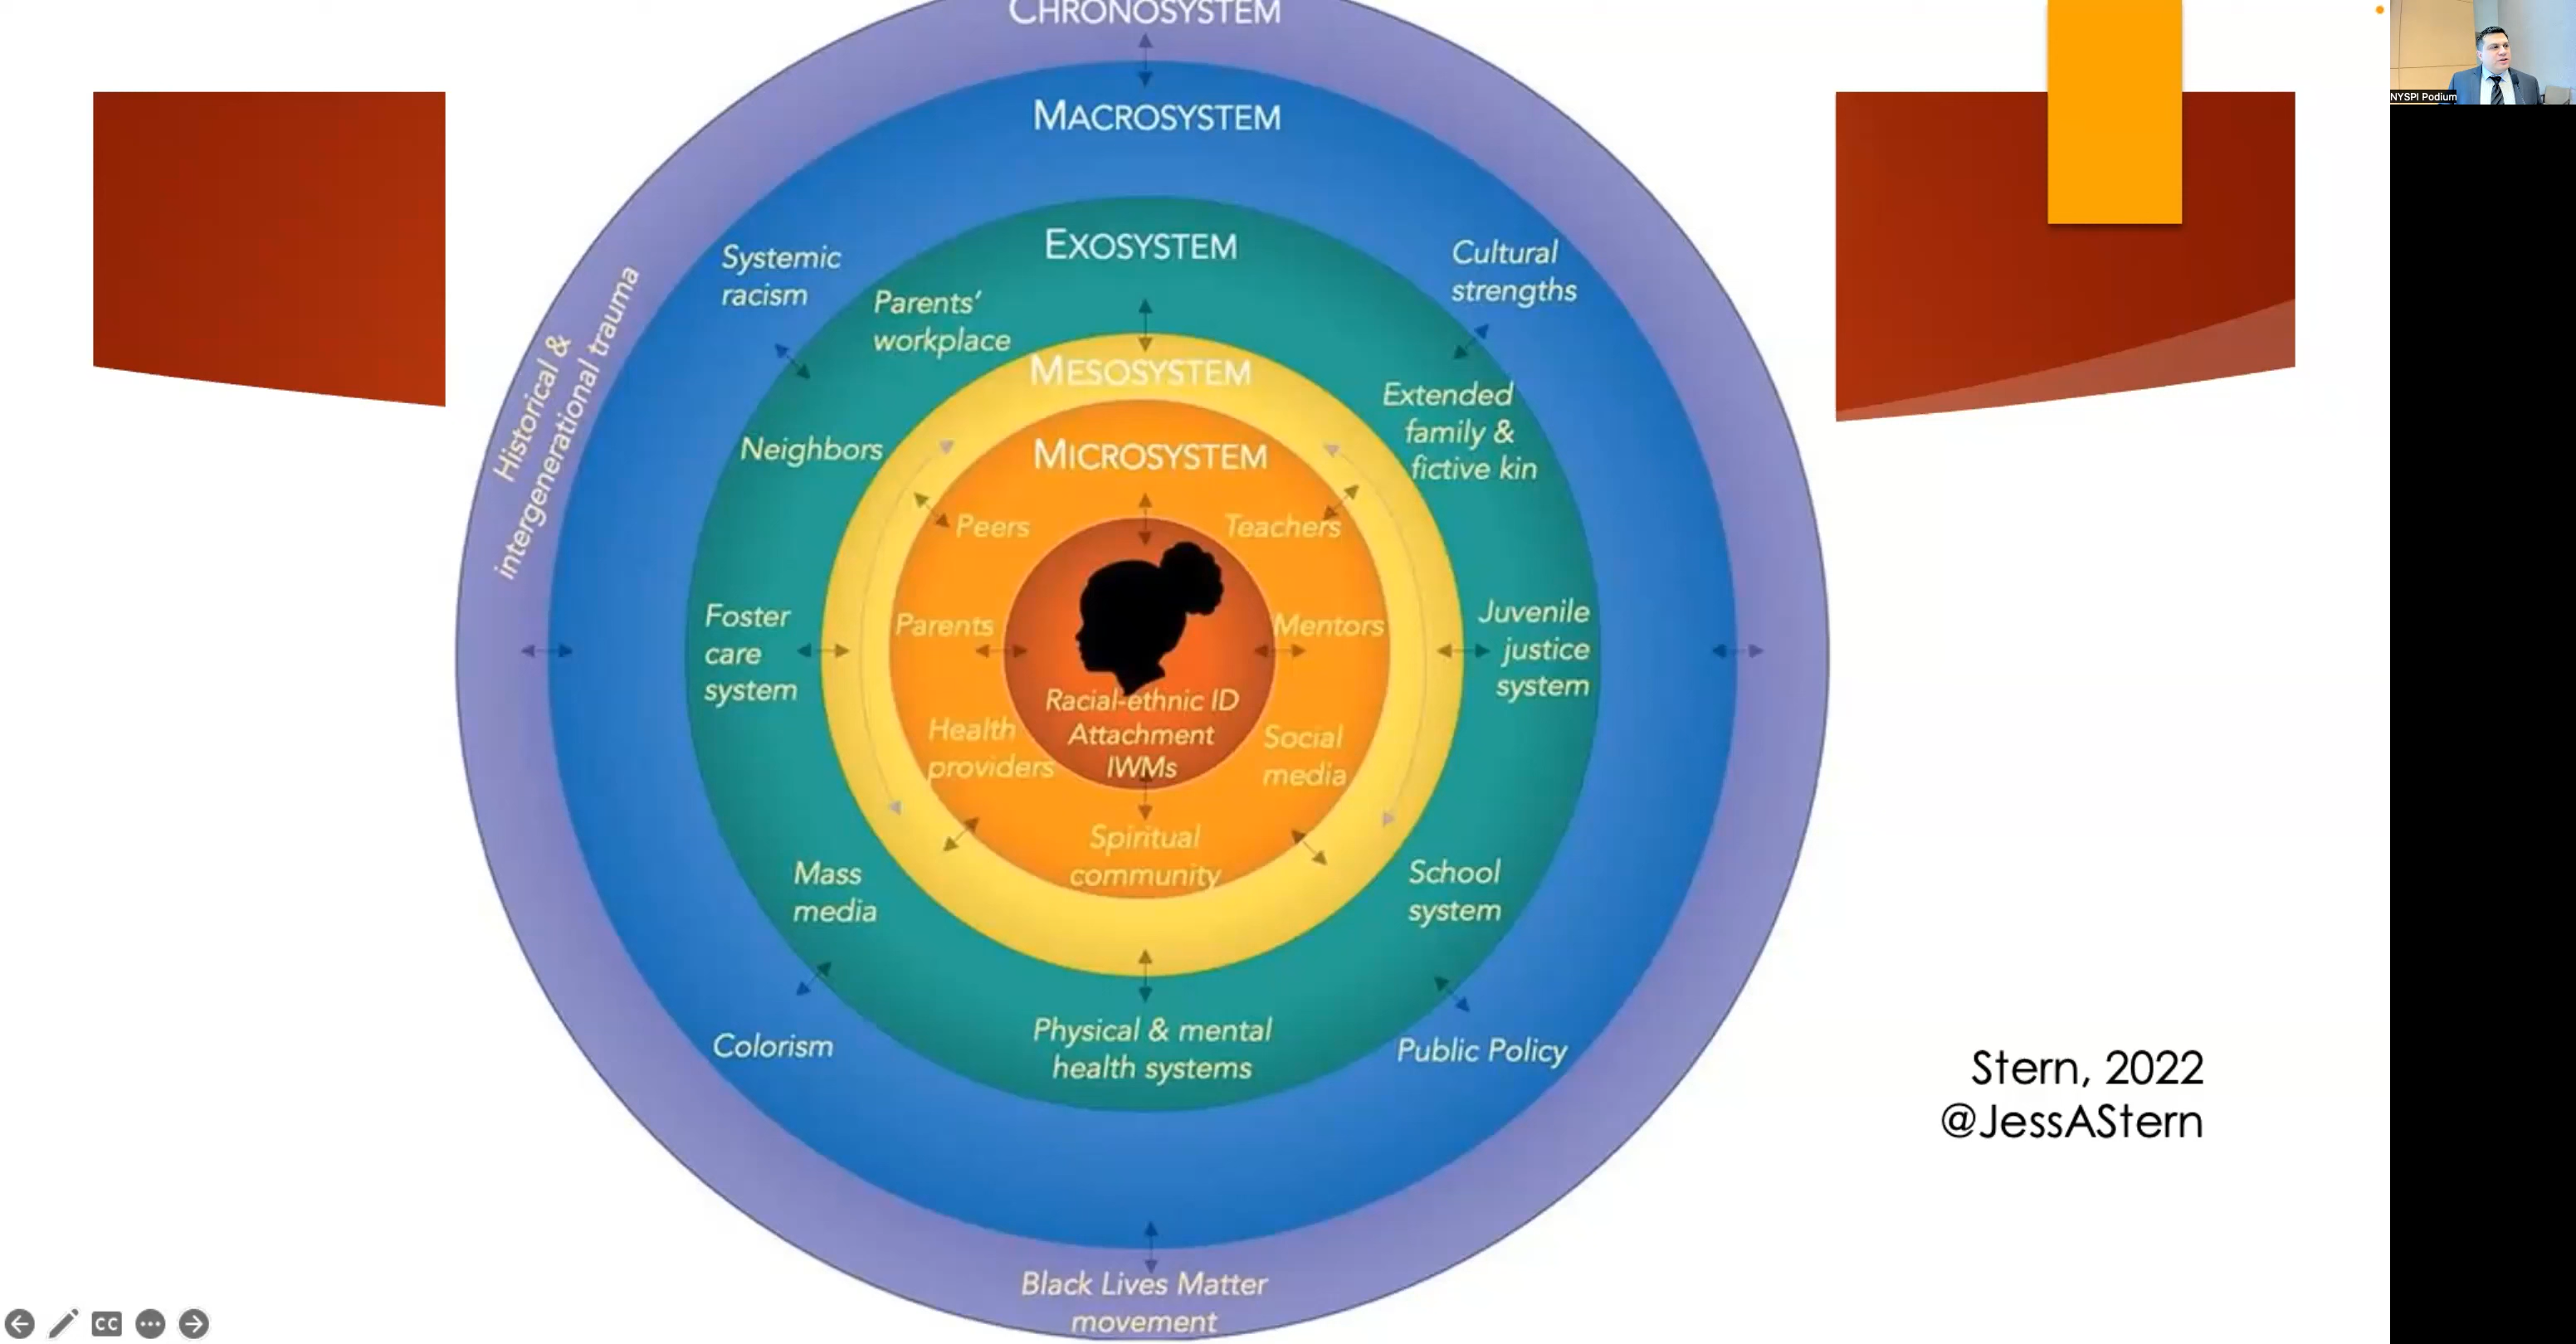 CHRONOSYSTEM
MACROSYSTEM
EXOSYSTEM
MESOSYSTEM
MICROSYSTEM
Historical &
intergenerational trauma
Systemic
racism
Cultural
strengths
Parents'
workplace
Neighbors
Extended
family &
fictive kin
Peers
Teachers
Parents
Mentors
Foster
care
system
Juvenile
justice
system
Racial-ethnic ID
Attachment
IWMs
Health
providers
Social
media
Spiritual
community
Mass
media
School
system
Physical & mental
health systems
Colorism
Public Policy
Black Lives Matter
movement
Stern, 2022
@JessAStern
NYSPI Podium
CC